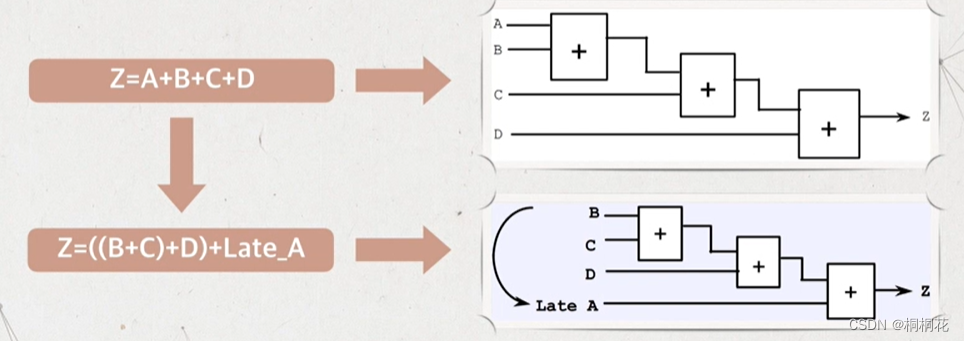 Z=A+B+C+D
A
B
+
C
+
D
+
Z
Z=((B+C)+D)+Late_A
B
+
C
D
+
Late A
+
Z
CSDN @桐桐花